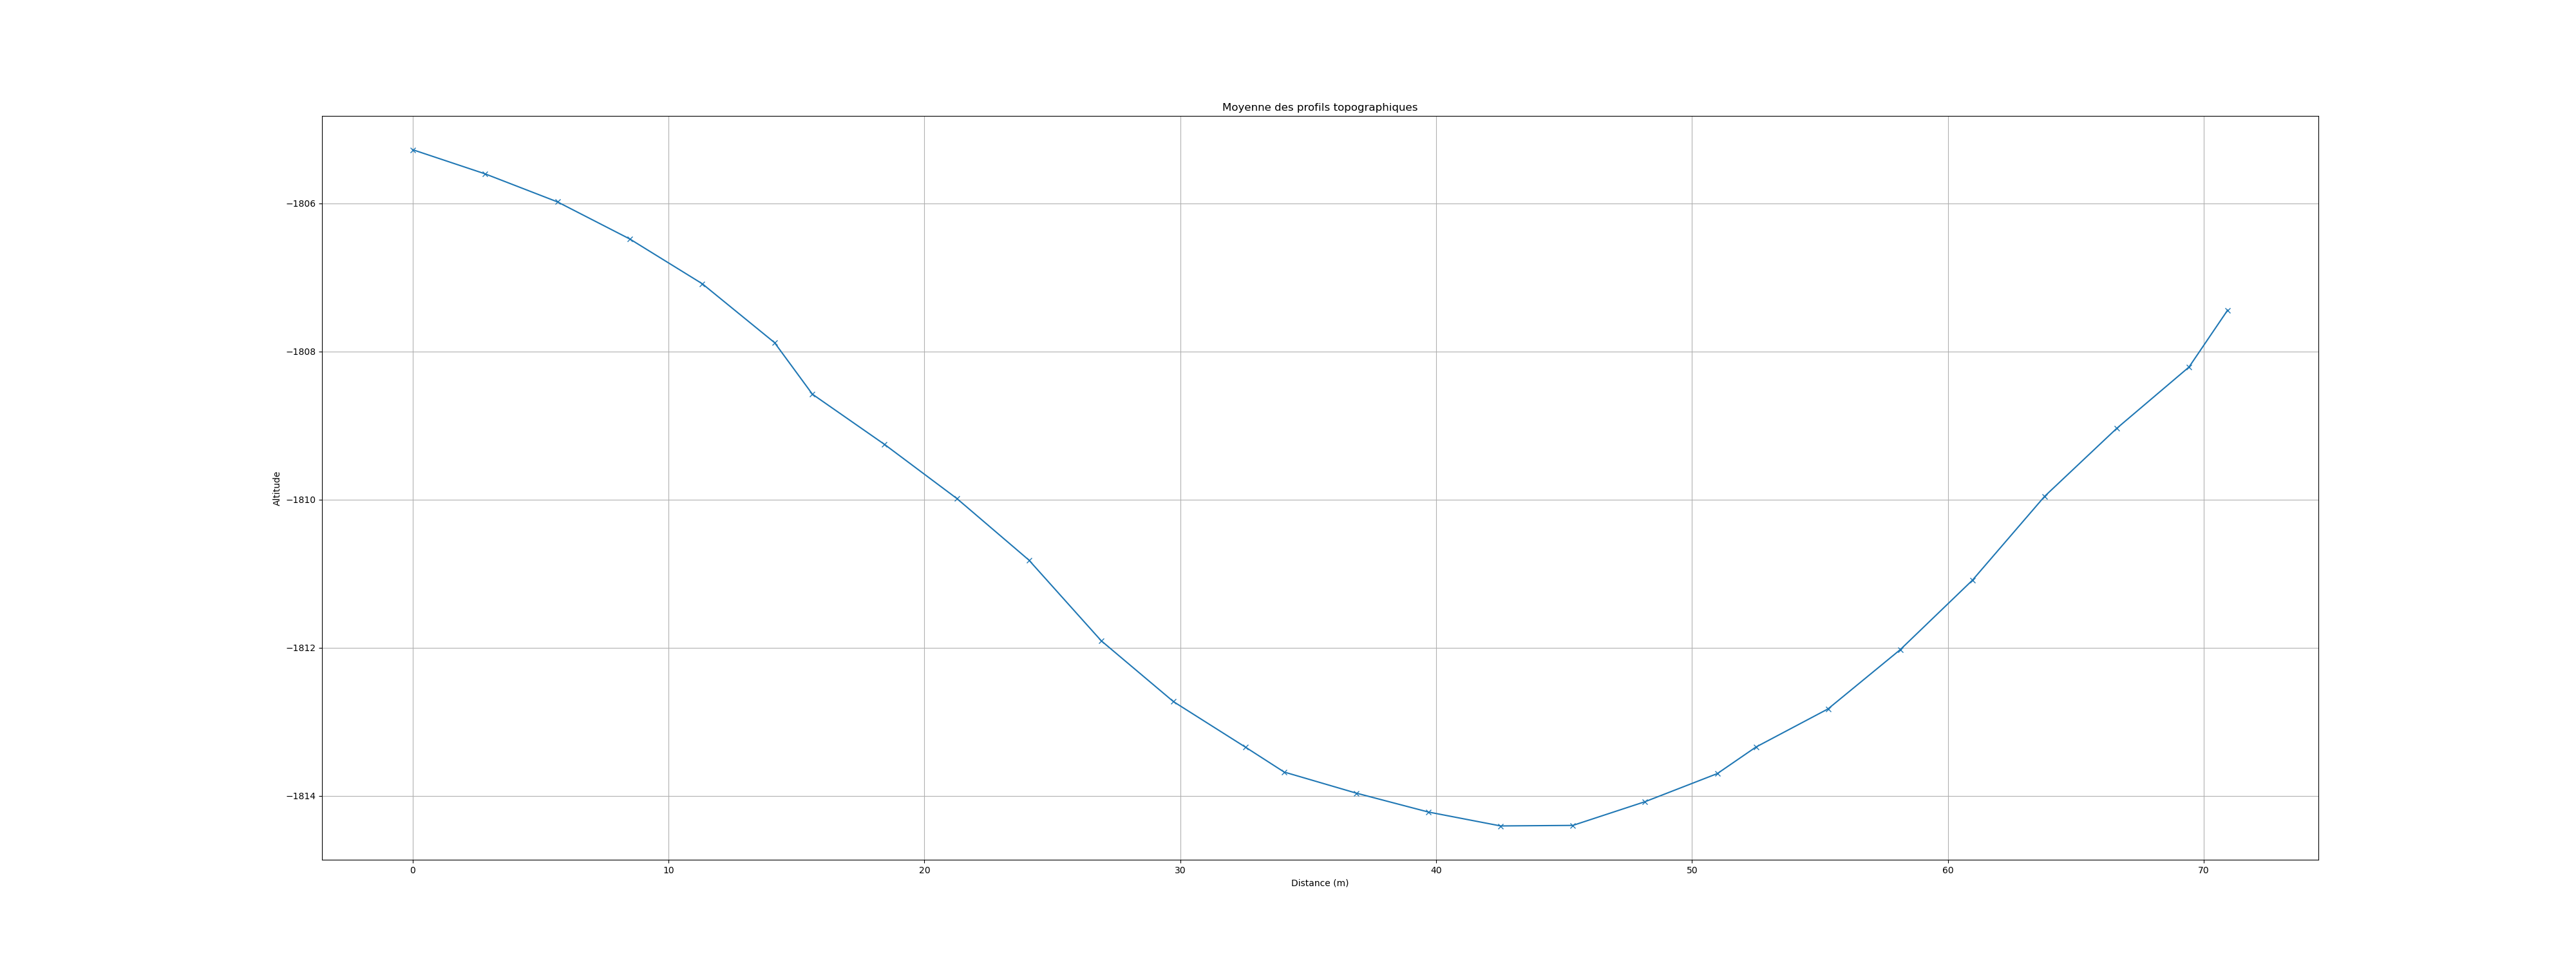 Moyenne des profils topographiques
−1806
−1808
−1810
−1812
−1814
Altitude
0 10 20 30 40 50 60 70
Distance (m)